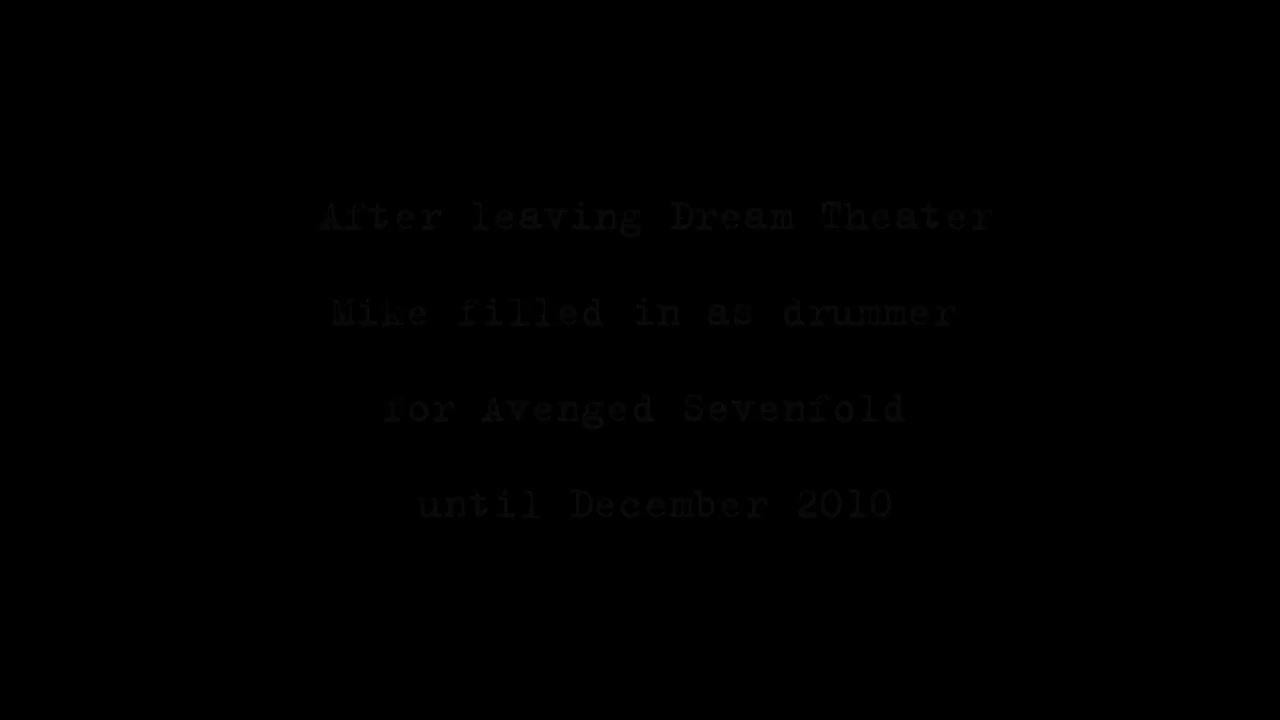 After leaving Dream Theater
Mike filled in as drummer
for Avenged Sevenfold
until December 2010